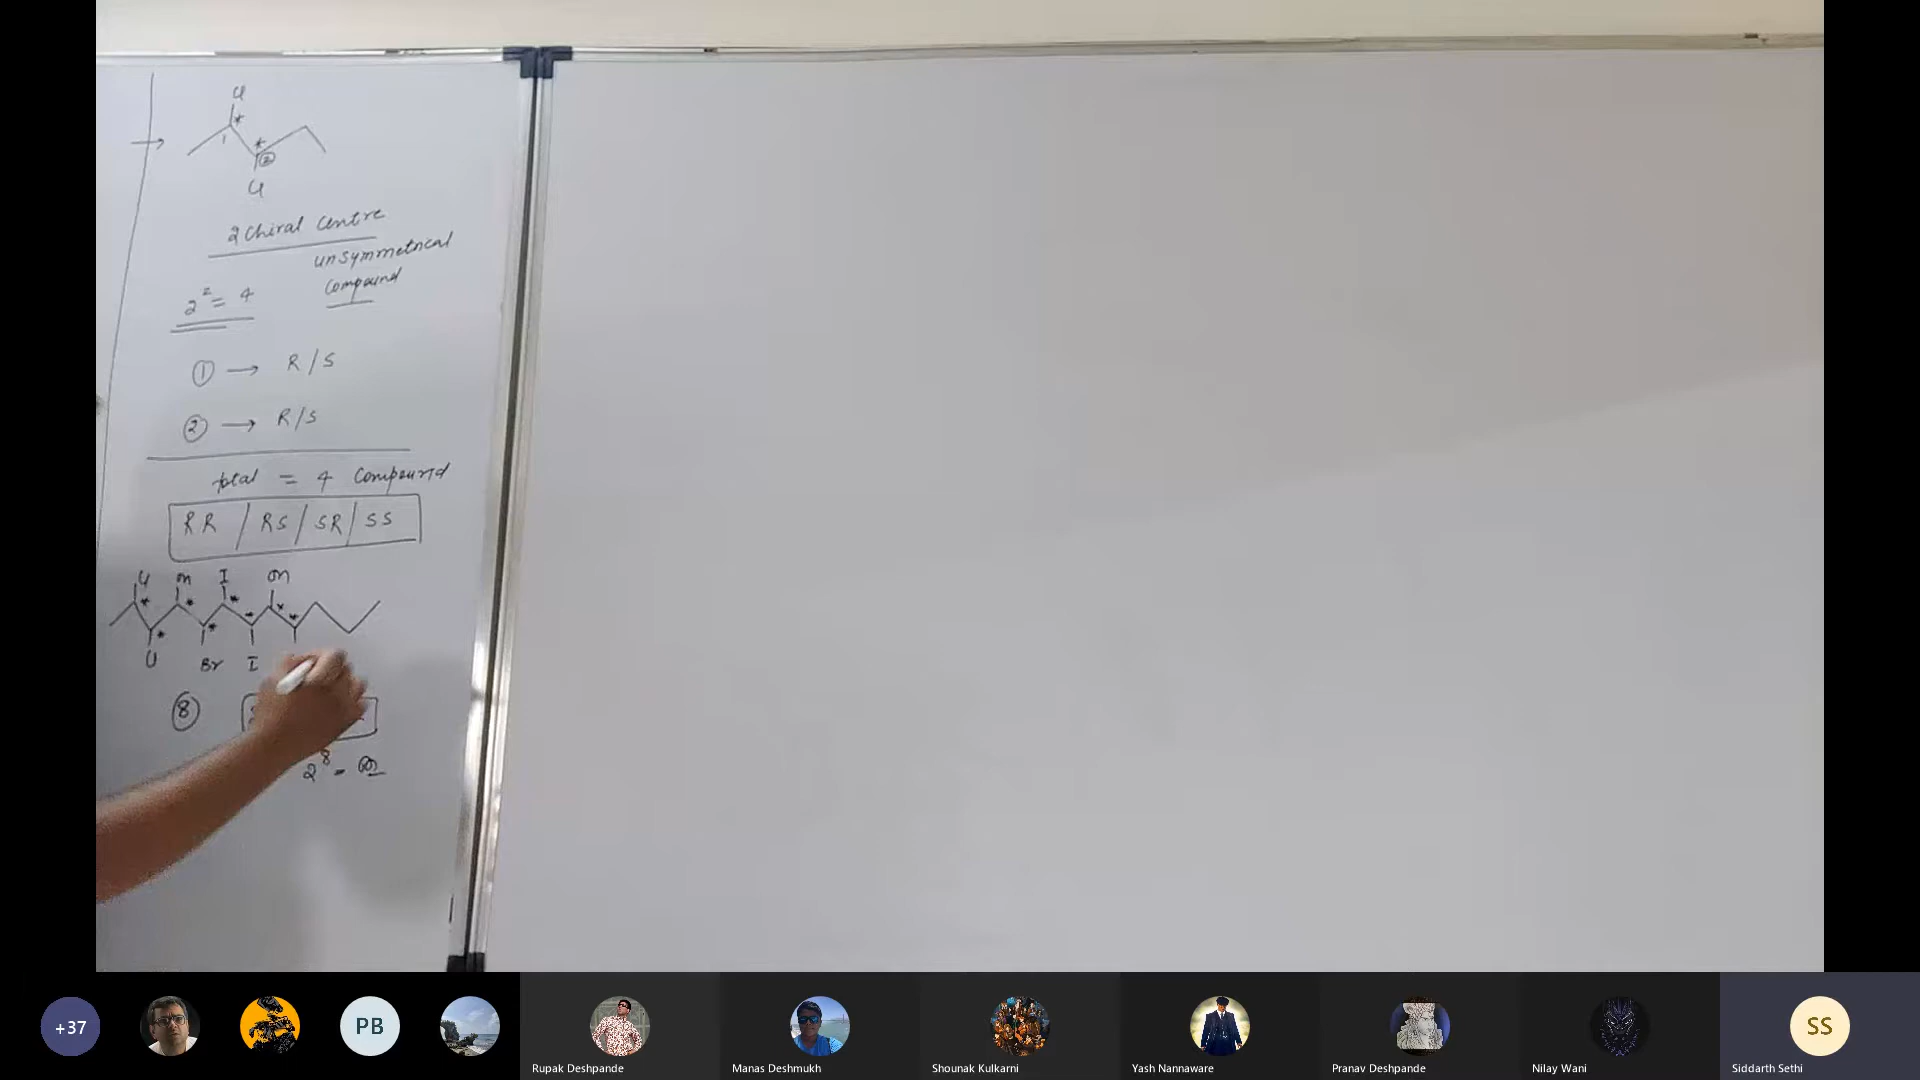 Cl
*
*
1
②
Cl
2 Chiral Centre
unsymmetrical
Compound
2² = 4
① → R/S
② → R/S
total = 4 Compound
RR / RS / SR / SS
Cl OH I OH
* * * * * * * *
Cl Br I
⑧
2⁸ =
+37
PB
SS
Rupak Deshpande
Manas Deshmukh
Shounak Kulkarni
Yash Nannaware
Pranav Deshpande
Nilay Wani
Siddarth Sethi